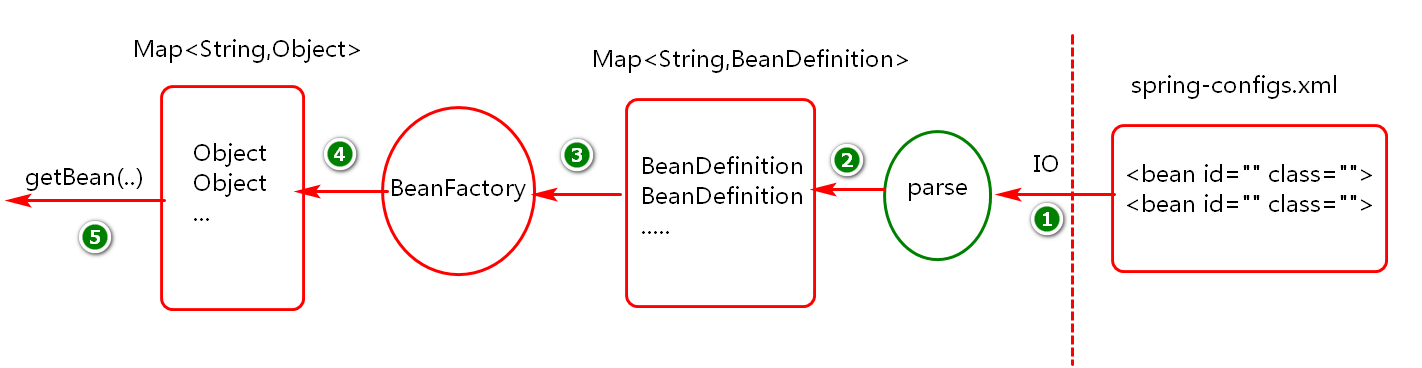 Map<String,Object>
Map<String,BeanDefinition>
spring-configs.xml
Object
Object
...
getBean(..)
5
4
BeanFactory
3
BeanDefinition
BeanDefinition
.....
2
parse
IO
1
<bean id="" class="">
<bean id="" class="">